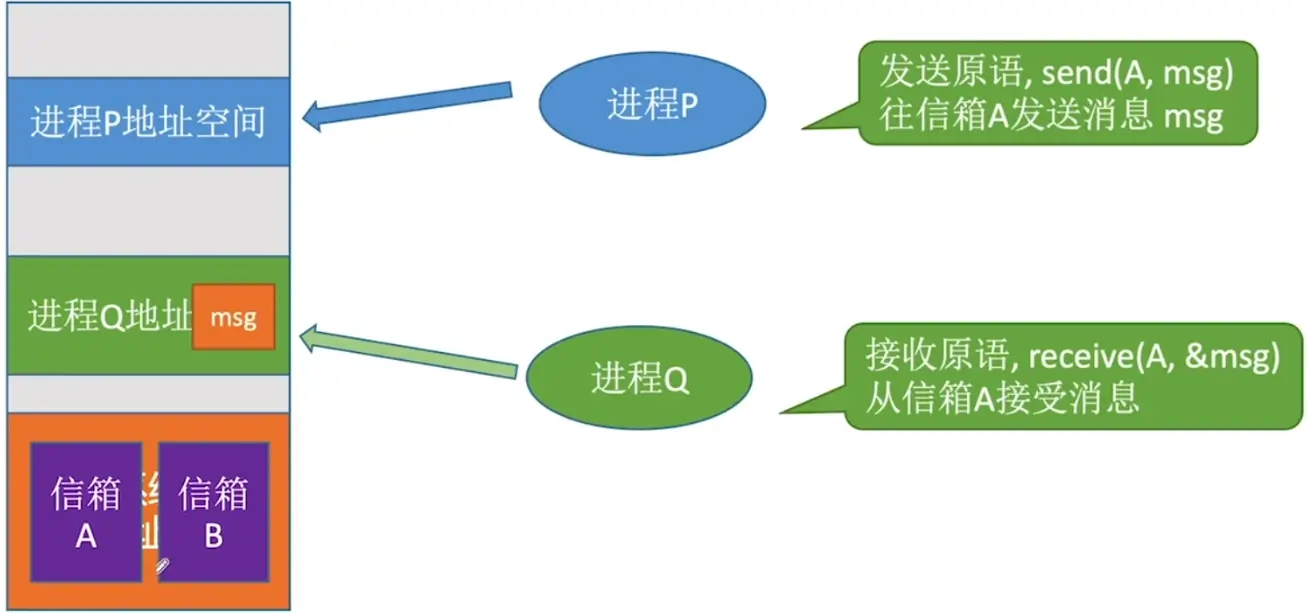 进程P地址空间
进程P
发送原语, send(A, msg)
往信箱A发送消息 msg
进程Q地址
msg
进程Q
接收原语, receive(A, &msg)
从信箱A接受消息
信箱
A
信箱
B